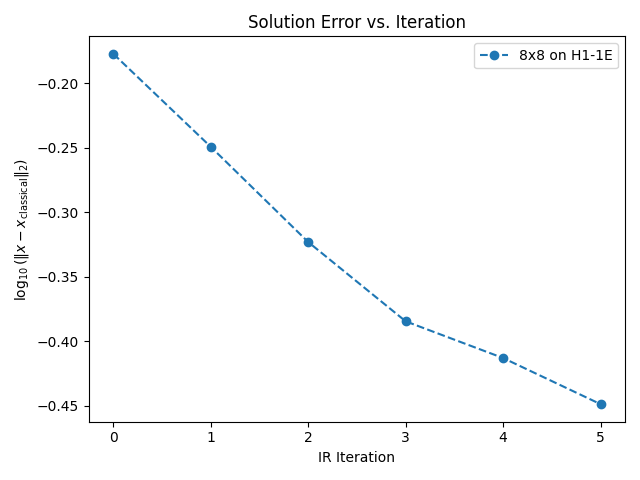 Solution Error vs. Iteration
8x8 on H1-1E
log₁₀(‖x − x_classical‖₂)
−0.20
−0.25
−0.30
−0.35
−0.40
−0.45
0 1 2 3 4 5
IR Iteration